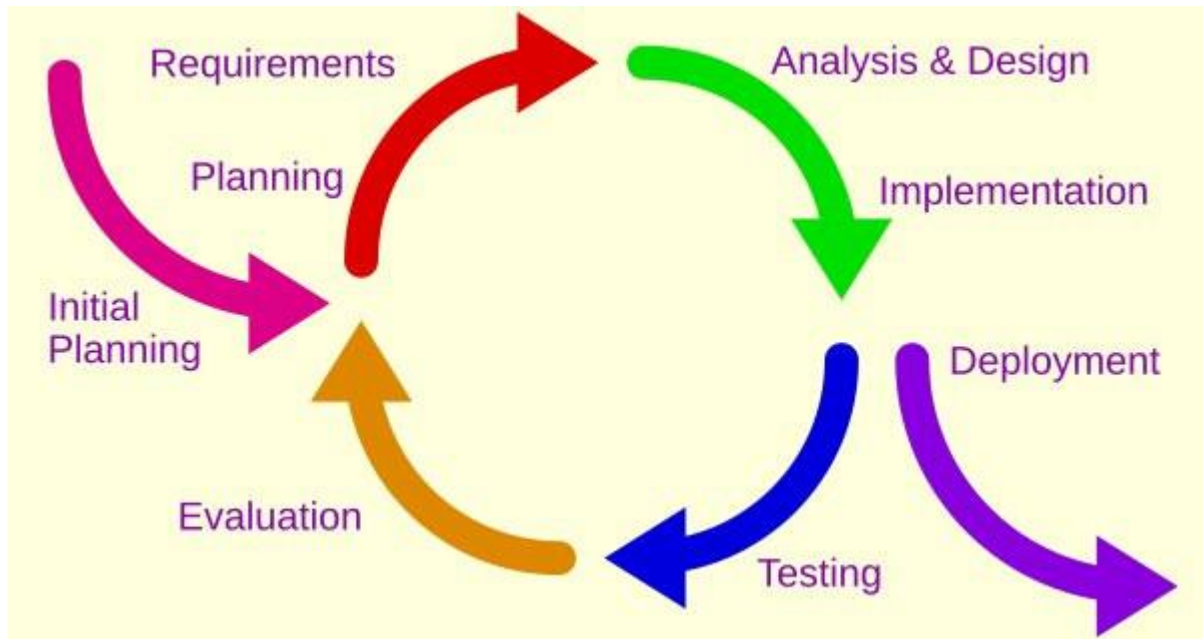 Requirements
Analysis & Design
Planning
Implementation
Initial
Planning
Deployment
Evaluation
Testing